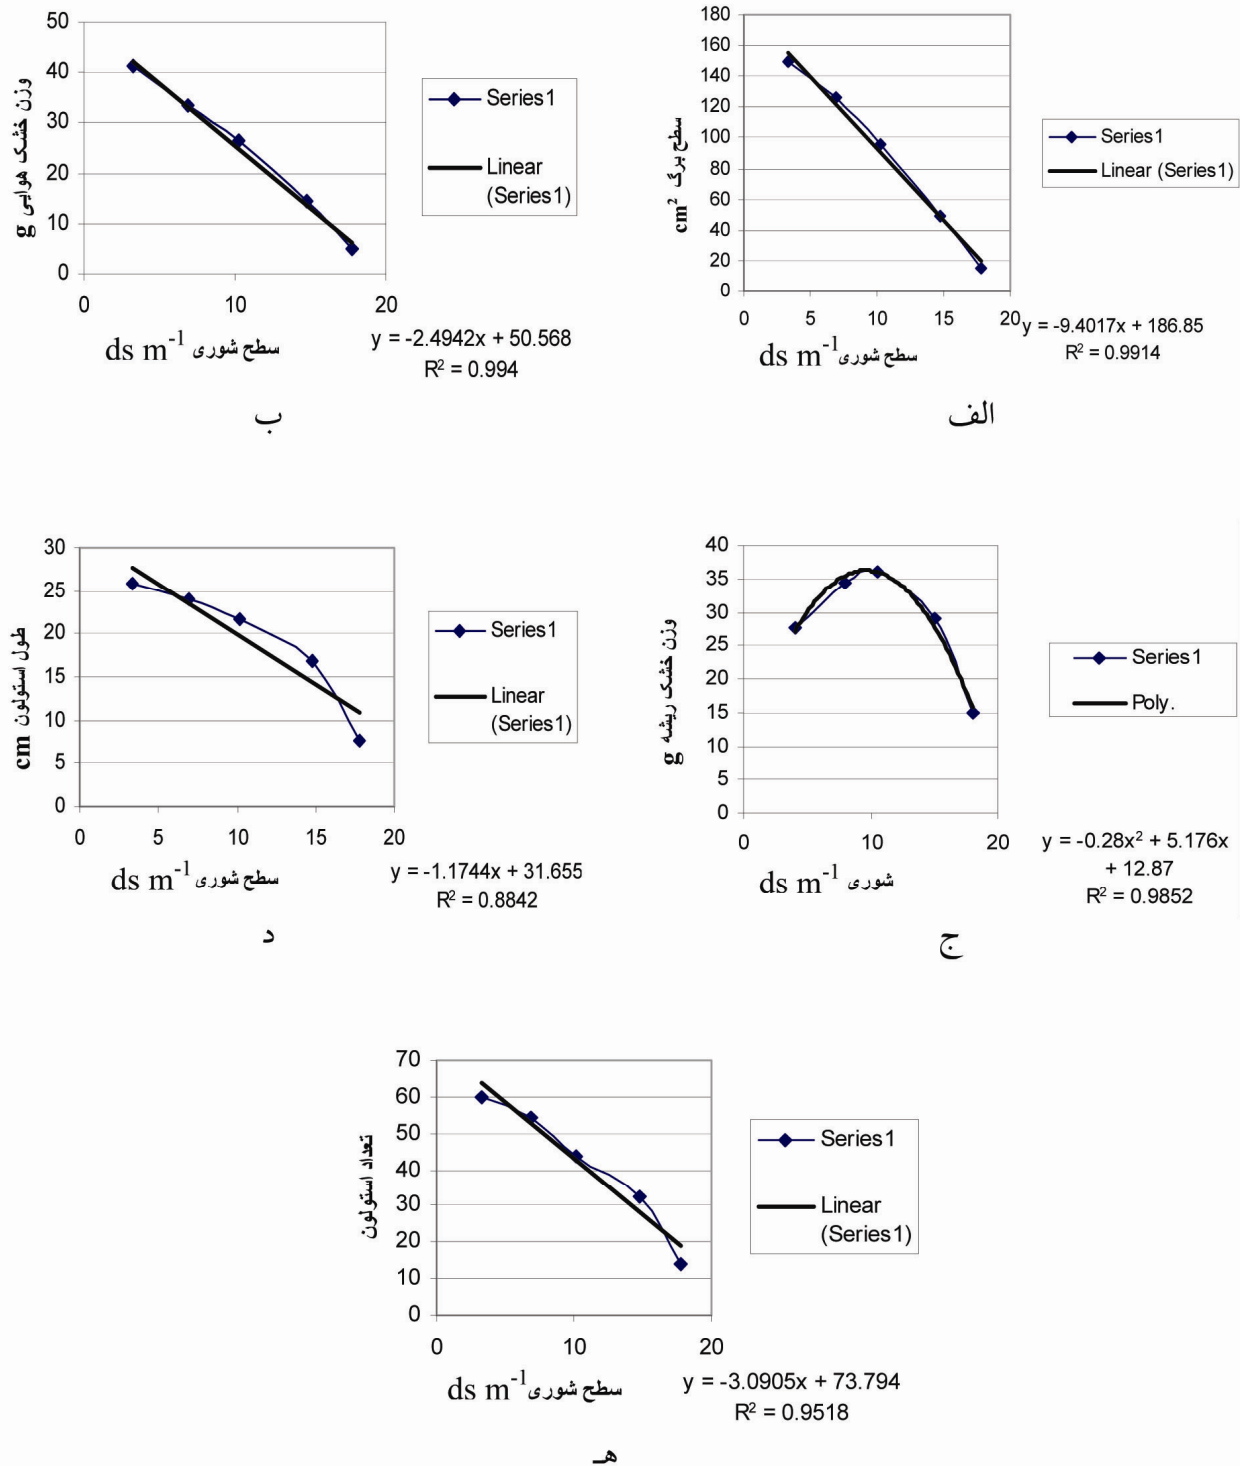 180
160
140
120
100
80
60
40
20
0
0 5 10 15 20
سطح برگ cm²
سطح شوری ds m⁻¹
Series1
Linear (Series1)
y = -9.4017x + 186.85
R² = 0.9914
الف
50
40
30
20
10
0
0 10 20
وزن خشک هوایی g
سطح شوری ds m⁻¹
Series1
Linear
(Series1)
y = -2.4942x + 50.568
R² = 0.994
ب
40
35
30
25
20
15
10
5
0
0 10 20
وزن خشک ریشه g
شوری ds m⁻¹
Series1
Poly.
y = -0.28x² + 5.176x
+ 12.87
R² = 0.9852
ج
30
25
20
15
10
5
0
0 5 10 15 20
طول استولون cm
سطح شوری ds m⁻¹
Series1
Linear
(Series1)
y = -1.1744x + 31.655
R² = 0.8842
د
70
60
50
40
30
20
10
0
0 10 20
تعداد استولون
سطح شوری ds m⁻¹
Series1
Linear
(Series1)
y = -3.0905x + 73.794
R² = 0.9518
هـ